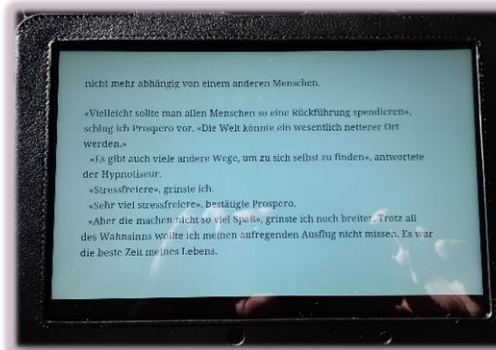 nicht mehr abhängig von einem anderen Menschen.
«Vielleicht sollte man allen Menschen so eine Rückführung spendieren»,
schlug ich Prospero vor. «Die Welt könnte ein wesentlich netterer Ort
werden.»
«Es gibt auch viele andere Wege, um zu sich selbst zu finden», antwortete
der Hypnotiseur.
«Stressfreiere», grinste ich.
«Sehr viel stressfreiere», bestätigte Prospero.
«Aber die machen nicht so viel Spaß», grinste ich noch breiter. Trotz all
des Wahnsinns wollte ich meinen aufregenden Ausflug nicht missen. Es war
die beste Zeit meines Lebens.